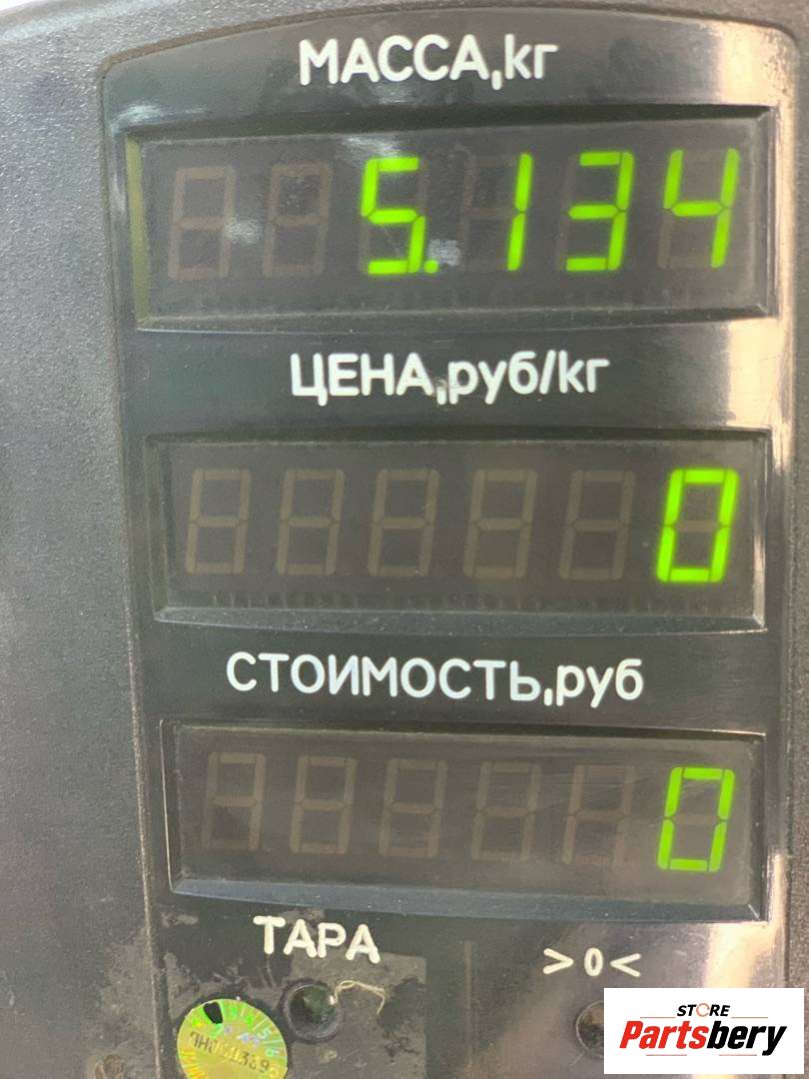 МАССА,кг
5.134
ЦЕНА,руб/кг
0
СТОИМОСТЬ,руб
0
ТАРА
>0<
STORE
Partsbery